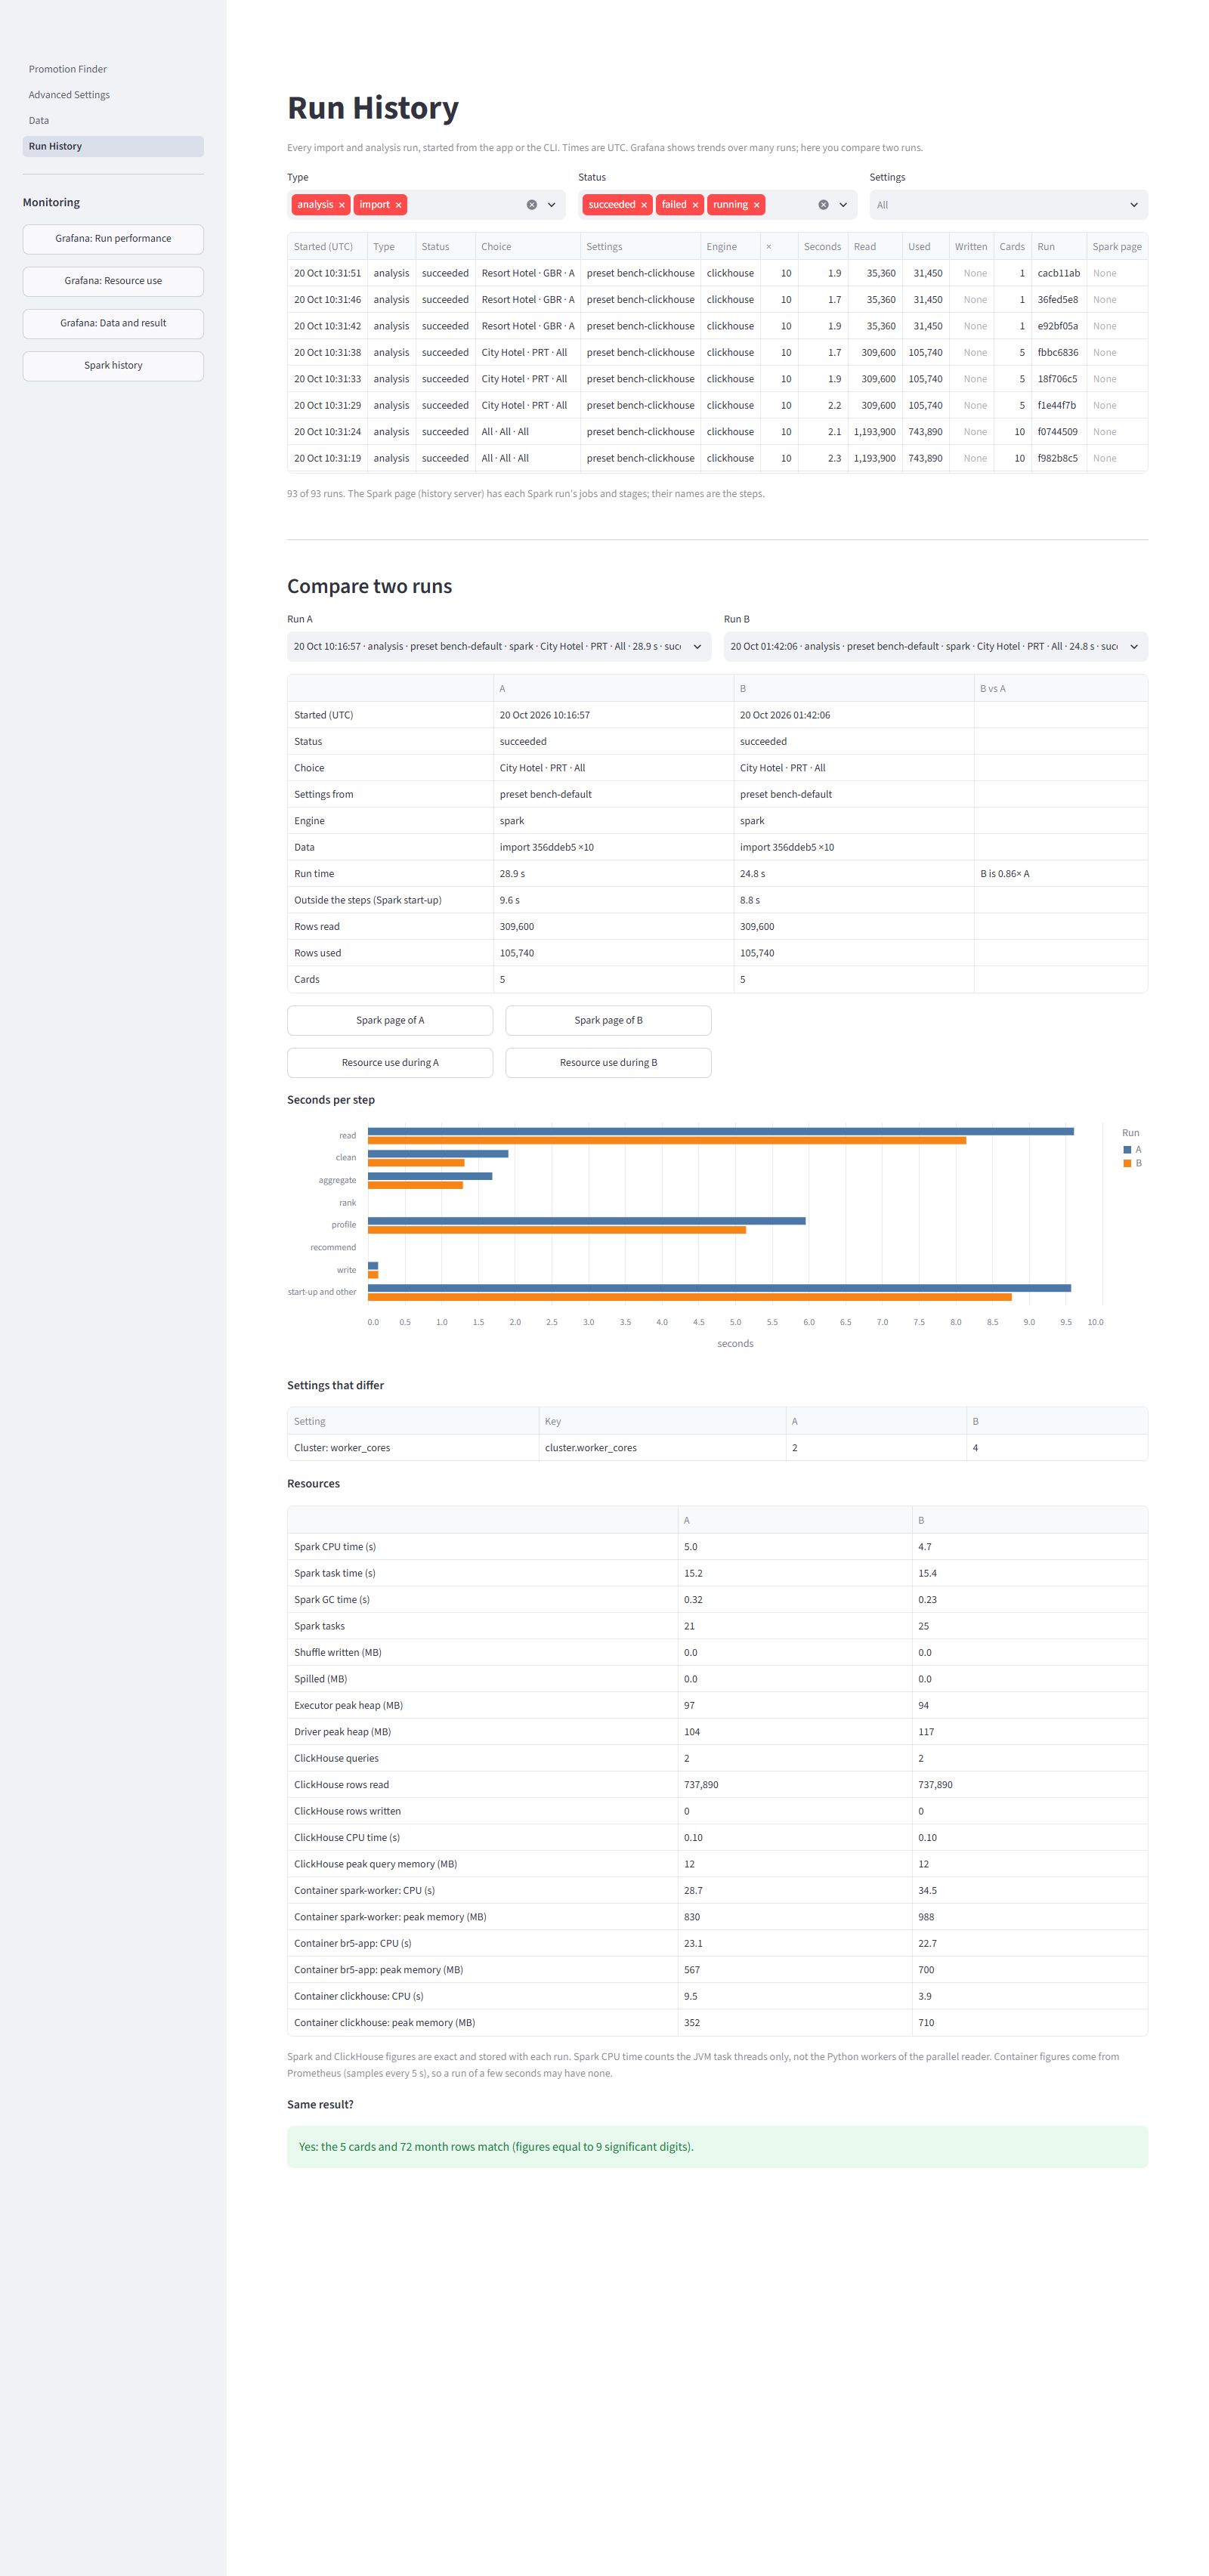 Promotion Finder
Advanced Settings
Data
Run History
Monitoring
Grafana: Run performance
Grafana: Resource use
Grafana: Data and result
Spark history
Run History
Every import and analysis run, started from the app or the CLI. Times are UTC. Grafana shows trends over many runs; here you compare two runs.
Type Status Settings
analysis × import × succeeded × failed × running × All
Started (UTC) Type Status Choice Settings Engine × Seconds Read Used Written Cards Run Spark page
20 Oct 10:31:51 analysis succeeded Resort Hotel · GBR · A preset bench-clickhouse clickhouse 10 1.9 35,360 31,450 None 1 cacb11ab None
20 Oct 10:31:46 analysis succeeded Resort Hotel · GBR · A preset bench-clickhouse clickhouse 10 1.7 35,360 31,450 None 1 36fed5e8 None
20 Oct 10:31:42 analysis succeeded Resort Hotel · GBR · A preset bench-clickhouse clickhouse 10 1.9 35,360 31,450 None 1 e92bf05a None
20 Oct 10:31:38 analysis succeeded City Hotel · PRT · All preset bench-clickhouse clickhouse 10 1.7 309,600 105,740 None 5 fbbc6836 None
20 Oct 10:31:33 analysis succeeded City Hotel · PRT · All preset bench-clickhouse clickhouse 10 1.9 309,600 105,740 None 5 18f706c5 None
20 Oct 10:31:29 analysis succeeded City Hotel · PRT · All preset bench-clickhouse clickhouse 10 2.2 309,600 105,740 None 5 f1e44f7b None
20 Oct 10:31:24 analysis succeeded All · All · All preset bench-clickhouse clickhouse 10 2.1 1,193,900 743,890 None 10 f0744509 None
20 Oct 10:31:19 analysis succeeded All · All · All preset bench-clickhouse clickhouse 10 2.3 1,193,900 743,890 None 10 f982b8c5 None
93 of 93 runs. The Spark page (history server) has each Spark run's jobs and stages; their names are the steps.
Compare two runs
Run A Run B
20 Oct 10:16:57 · analysis · preset bench-default · spark · City Hotel · PRT · All · 28.9 s · succ 20 Oct 01:42:06 · analysis · preset bench-default · spark · City Hotel · PRT · All · 24.8 s · succ
A B B vs A
Started (UTC) 20 Oct 2026 10:16:57 20 Oct 2026 01:42:06
Status succeeded succeeded
Choice City Hotel · PRT · All City Hotel · PRT · All
Settings from preset bench-default preset bench-default
Engine spark spark
Data import 356ddeb5 ×10 import 356ddeb5 ×10
Run time 28.9 s 24.8 s B is 0.86× A
Outside the steps (Spark start-up) 9.6 s 8.8 s
Rows read 309,600 309,600
Rows used 105,740 105,740
Cards 5 5
Spark page of A Spark page of B
Resource use during A Resource use during B
Seconds per step
read
clean
aggregate
rank
profile
recommend
write
start-up and other
Run
A
B
0.0 0.5 1.0 1.5 2.0 2.5 3.0 3.5 4.0 4.5 5.0 5.5 6.0 6.5 7.0 7.5 8.0 8.5 9.0 9.5 10.0
seconds
Settings that differ
Setting Key A B
Cluster: worker_cores cluster.worker_cores 2 4
Resources
A B
Spark CPU time (s) 5.0 4.7
Spark task time (s) 15.2 15.4
Spark GC time (s) 0.32 0.23
Spark tasks 21 25
Shuffle written (MB) 0.0 0.0
Spilled (MB) 0.0 0.0
Executor peak heap (MB) 97 94
Driver peak heap (MB) 104 117
ClickHouse queries 2 2
ClickHouse rows read 737,890 737,890
ClickHouse rows written 0 0
ClickHouse CPU time (s) 0.10 0.10
ClickHouse peak query memory (MB) 12 12
Container spark-worker: CPU (s) 28.7 34.5
Container spark-worker: peak memory (MB) 830 988
Container br5-app: CPU (s) 23.1 22.7
Container br5-app: peak memory (MB) 567 700
Container clickhouse: CPU (s) 9.5 3.9
Container clickhouse: peak memory (MB) 352 710
Spark and ClickHouse figures are exact and stored with each run. Spark CPU time counts the JVM task threads only, not the Python workers of the parallel reader. Container figures come from
Prometheus (samples every 5 s), so a run of a few seconds may have none.
Same result?
Yes: the 5 cards and 72 month rows match (figures equal to 9 significant digits).